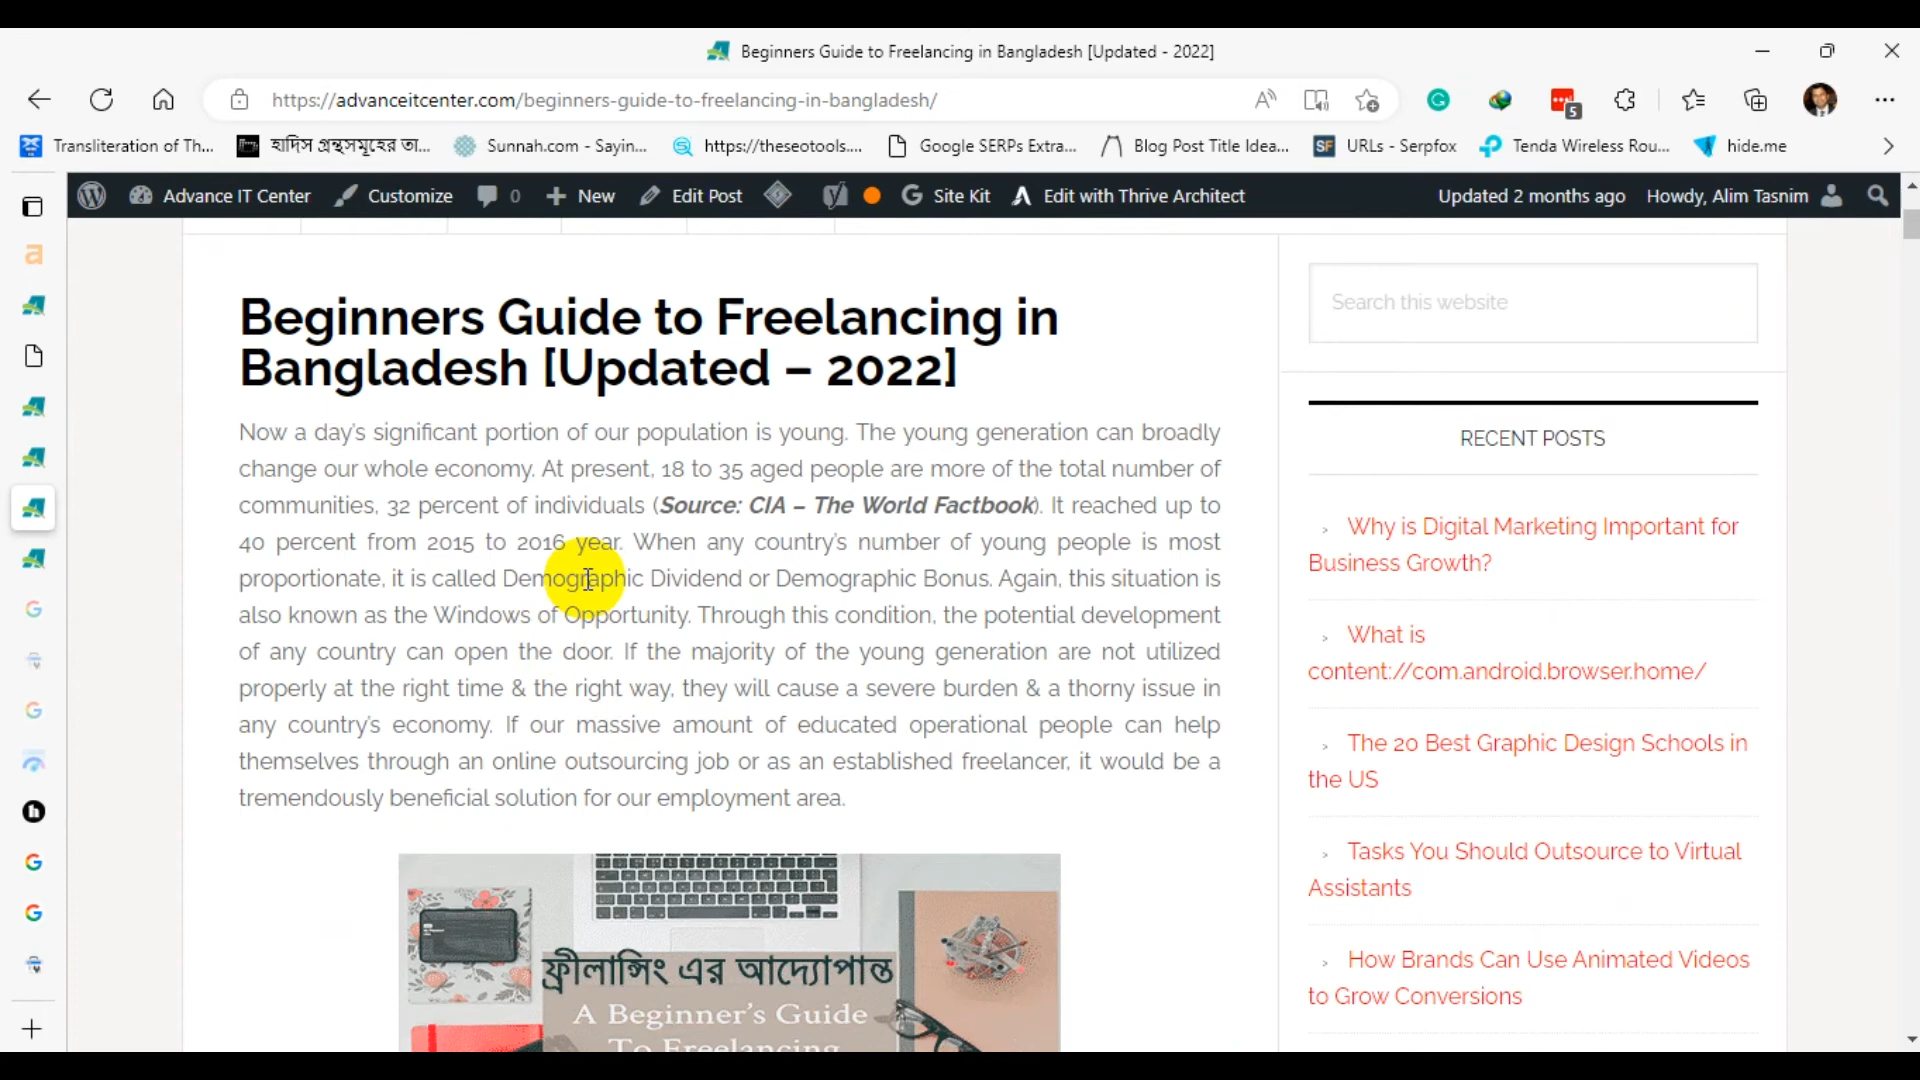 Beginners Guide to Freelancing in Bangladesh [Updated - 2022]
https://advanceitcenter.com/beginners-guide-to-freelancing-in-bangladesh/
5
Transliteration of Th...
হাদিস গ্রন্থসমূহের তা...
Sunnah.com - Sayin...
https://theseotools....
Google SERPs Extra...
Blog Post Title Idea...
SF URLs - Serpfox
Tenda Wireless Rou...
hide.me
Advance IT Center
Customize
0
New
Edit Post
Site Kit
Edit with Thrive Architect
Updated 2 months ago
Howdy, Alim Tasnim
Beginners Guide to Freelancing in
Bangladesh [Updated – 2022]
Now a day's significant portion of our population is young. The young generation can broadly
change our whole economy. At present, 18 to 35 aged people are more of the total number of
communities, 32 percent of individuals (Source: CIA – The World Factbook). It reached up to
40 percent from 2015 to 2016 year. When any country's number of young people is most
proportionate, it is called Demographic Dividend or Demographic Bonus. Again, this situation is
also known as the Windows of Opportunity. Through this condition, the potential development
of any country can open the door. If the majority of the young generation are not utilized
properly at the right time & the right way, they will cause a severe burden & a thorny issue in
any country's economy. If our massive amount of educated operational people can help
themselves through an online outsourcing job or as an established freelancer, it would be a
tremendously beneficial solution for our employment area.
ফ্রীলান্সিং এর আদ্যোপান্ত
A Beginner's Guide
To Freelancing
Search this website
RECENT POSTS
Why is Digital Marketing Important for
Business Growth?
What is
content://com.android.browser.home/
The 20 Best Graphic Design Schools in
the US
Tasks You Should Outsource to Virtual
Assistants
How Brands Can Use Animated Videos
to Grow Conversions